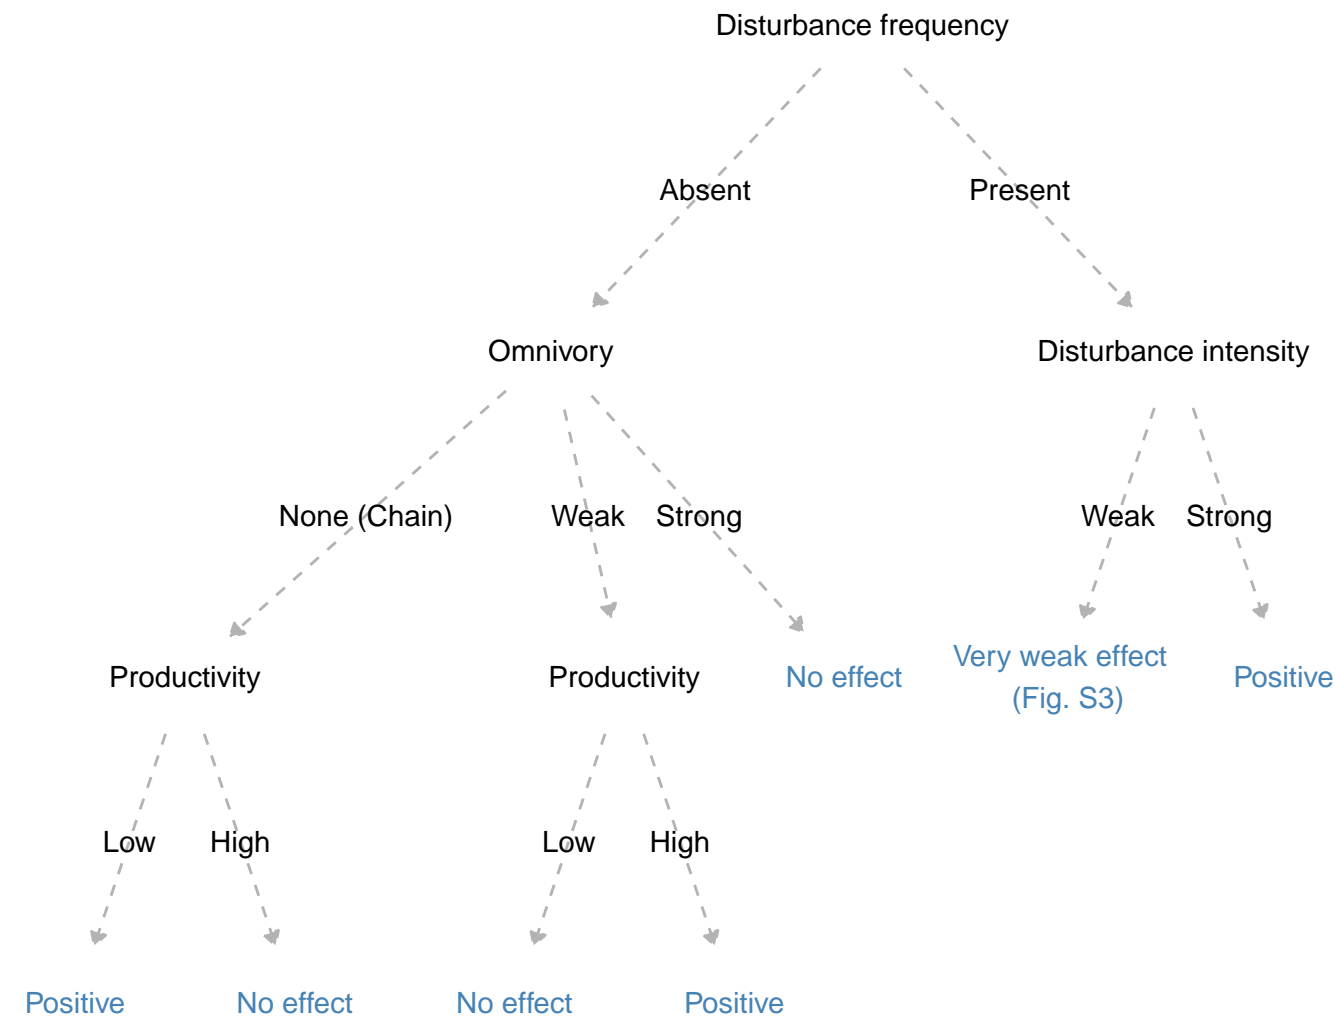 Disturbance frequency
Absent Present
Omnivory Disturbance intensity
None (Chain) Weak Strong Weak Strong
Productivity Productivity No effect Very weak effect
(Fig. S3) Positive
Low High Low High
Positive No effect No effect Positive